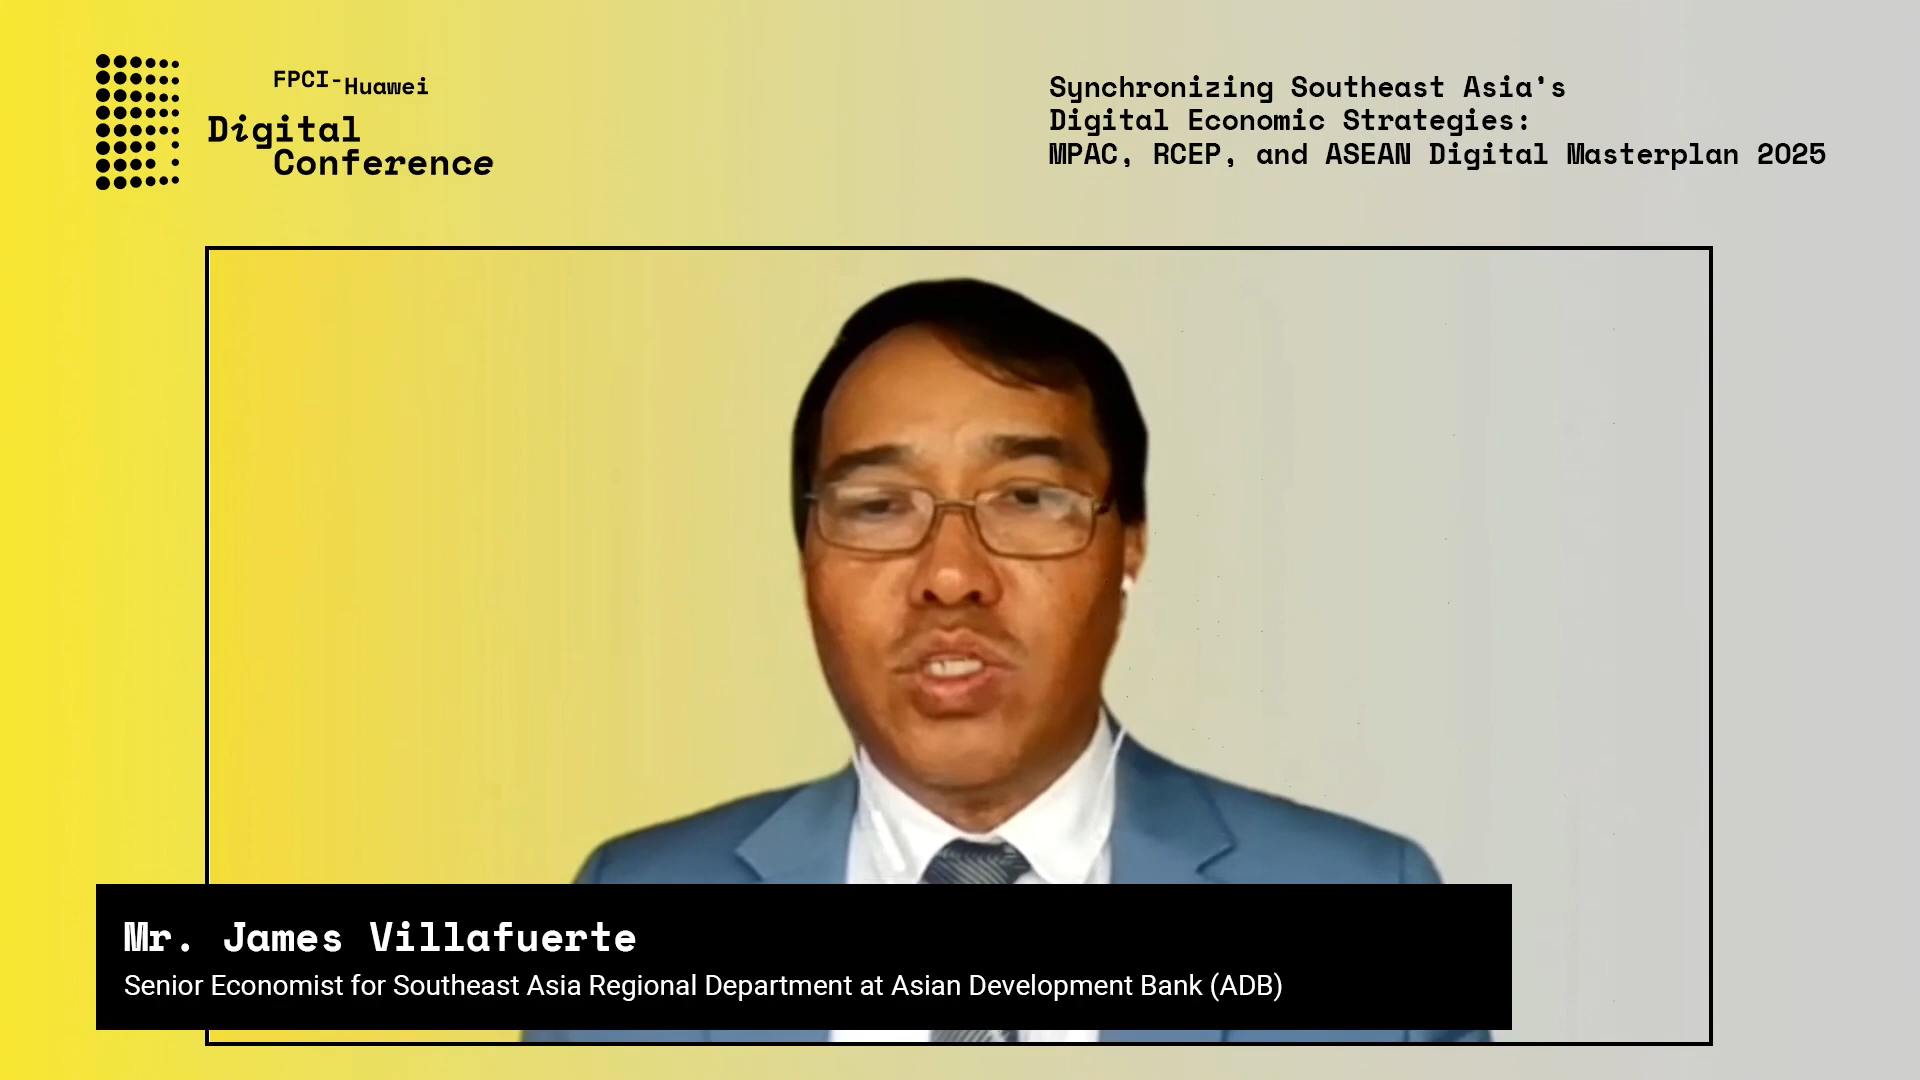 FPCI-Huawei
Digital
Conference
Synchronizing Southeast Asia's
Digital Economic Strategies:
MPAC, RCEP, and ASEAN Digital Masterplan 2025
Mr. James Villafuerte
Senior Economist for Southeast Asia Regional Department at Asian Development Bank (ADB)